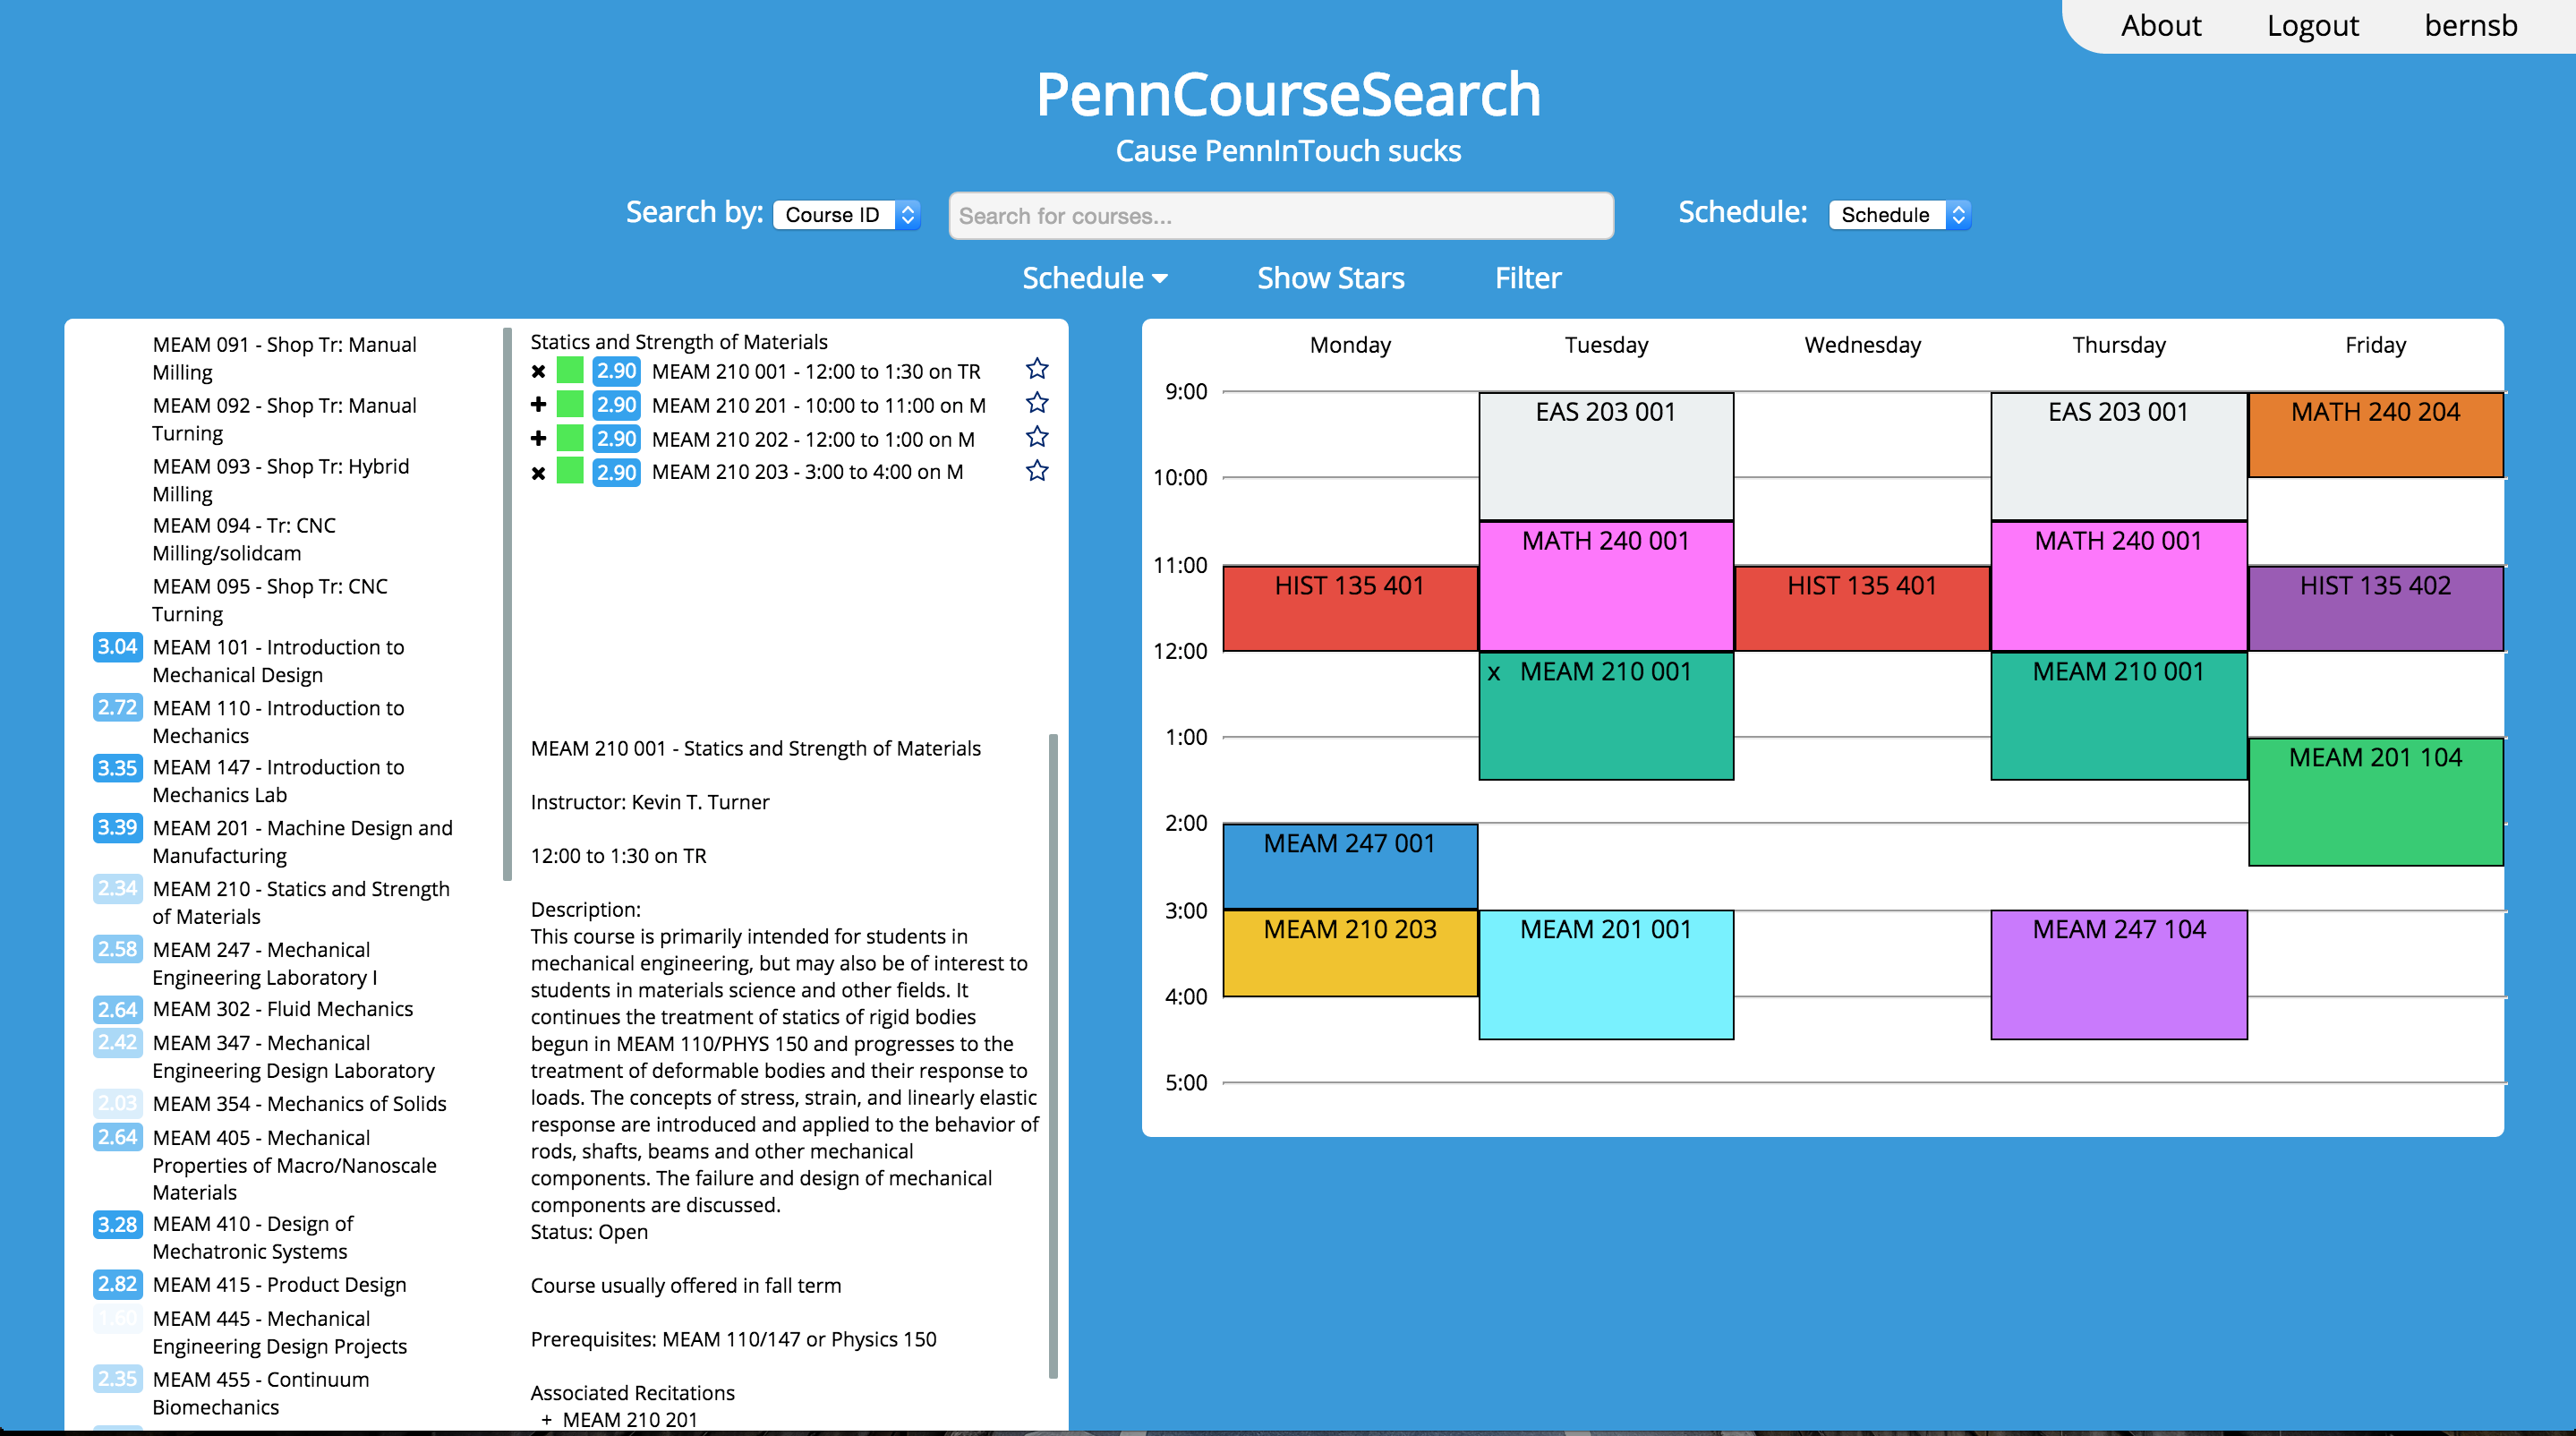 About Logout bernsb
PennCourseSearch
Cause PennInTouch sucks
Search by: Course ID Search for courses... Schedule: Schedule
Schedule Show Stars Filter
MEAM 091 - Shop Tr: Manual
Milling
MEAM 092 - Shop Tr: Manual
Turning
MEAM 093 - Shop Tr: Hybrid
Milling
MEAM 094 - Tr: CNC
Milling/solidcam
MEAM 095 - Shop Tr: CNC
Turning
3.04 MEAM 101 - Introduction to
Mechanical Design
2.72 MEAM 110 - Introduction to
Mechanics
3.35 MEAM 147 - Introduction to
Mechanics Lab
3.39 MEAM 201 - Machine Design and
Manufacturing
2.34 MEAM 210 - Statics and Strength
of Materials
2.58 MEAM 247 - Mechanical
Engineering Laboratory I
2.64 MEAM 302 - Fluid Mechanics
2.42 MEAM 347 - Mechanical
Engineering Design Laboratory
2.03 MEAM 354 - Mechanics of Solids
2.64 MEAM 405 - Mechanical
Properties of Macro/Nanoscale
Materials
3.28 MEAM 410 - Design of
Mechatronic Systems
2.82 MEAM 415 - Product Design
1.60 MEAM 445 - Mechanical
Engineering Design Projects
2.35 MEAM 455 - Continuum
Biomechanics
Statics and Strength of Materials
2.90 MEAM 210 001 - 12:00 to 1:30 on TR
2.90 MEAM 210 201 - 10:00 to 11:00 on M
2.90 MEAM 210 202 - 12:00 to 1:00 on M
2.90 MEAM 210 203 - 3:00 to 4:00 on M
MEAM 210 001 - Statics and Strength of Materials
Instructor: Kevin T. Turner
12:00 to 1:30 on TR
Description:
This course is primarily intended for students in
mechanical engineering, but may also be of interest to
students in materials science and other fields. It
continues the treatment of statics of rigid bodies
begun in MEAM 110/PHYS 150 and progresses to the
treatment of deformable bodies and their response to
loads. The concepts of stress, strain, and linearly elastic
response are introduced and applied to the behavior of
rods, shafts, beams and other mechanical
components. The failure and design of mechanical
components are discussed.
Status: Open
Course usually offered in fall term
Prerequisites: MEAM 110/147 or Physics 150
Associated Recitations
+ MEAM 210 201
Monday Tuesday Wednesday Thursday Friday
9:00
EAS 203 001 EAS 203 001 MATH 240 204
10:00
MATH 240 001 MATH 240 001
11:00
HIST 135 401 HIST 135 401 HIST 135 402
12:00
x MEAM 210 001 MEAM 210 001
1:00
MEAM 201 104
2:00
MEAM 247 001
3:00
MEAM 210 203 MEAM 201 001 MEAM 247 104
4:00
5:00